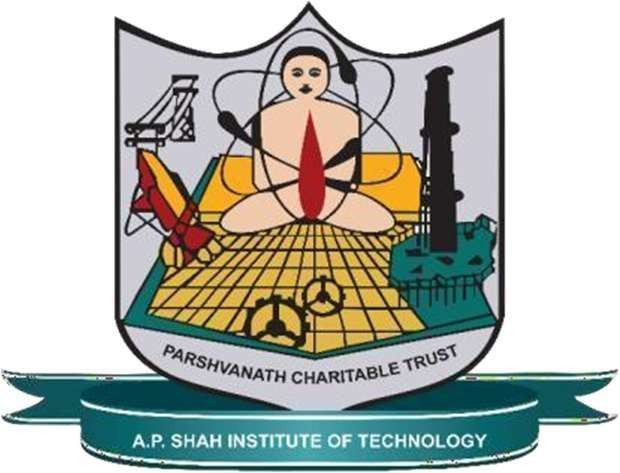 PARSHVANATH CHARITABLE TRUST
A.P. SHAH INSTITUTE OF TECHNOLOGY